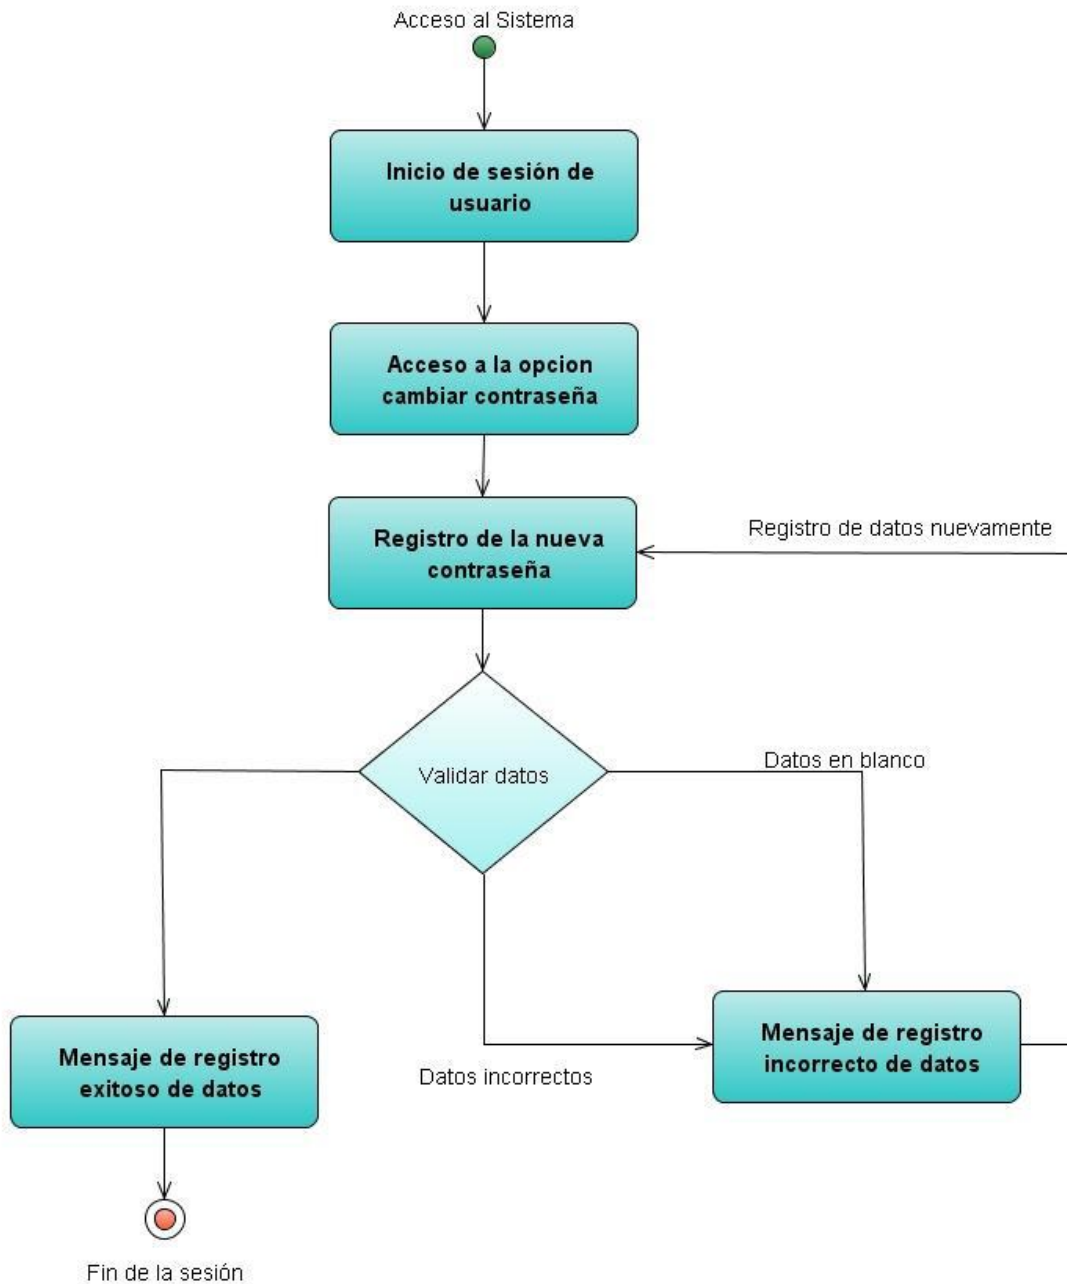 Acceso al Sistema
Inicio de sesión de
usuario
Acceso a la opcion
cambiar contraseña
Registro de la nueva
contraseña
Registro de datos nuevamente
Validar datos
Datos en blanco
Mensaje de registro
exitoso de datos
Datos incorrectos
Mensaje de registro
incorrecto de datos
Fin de la sesión